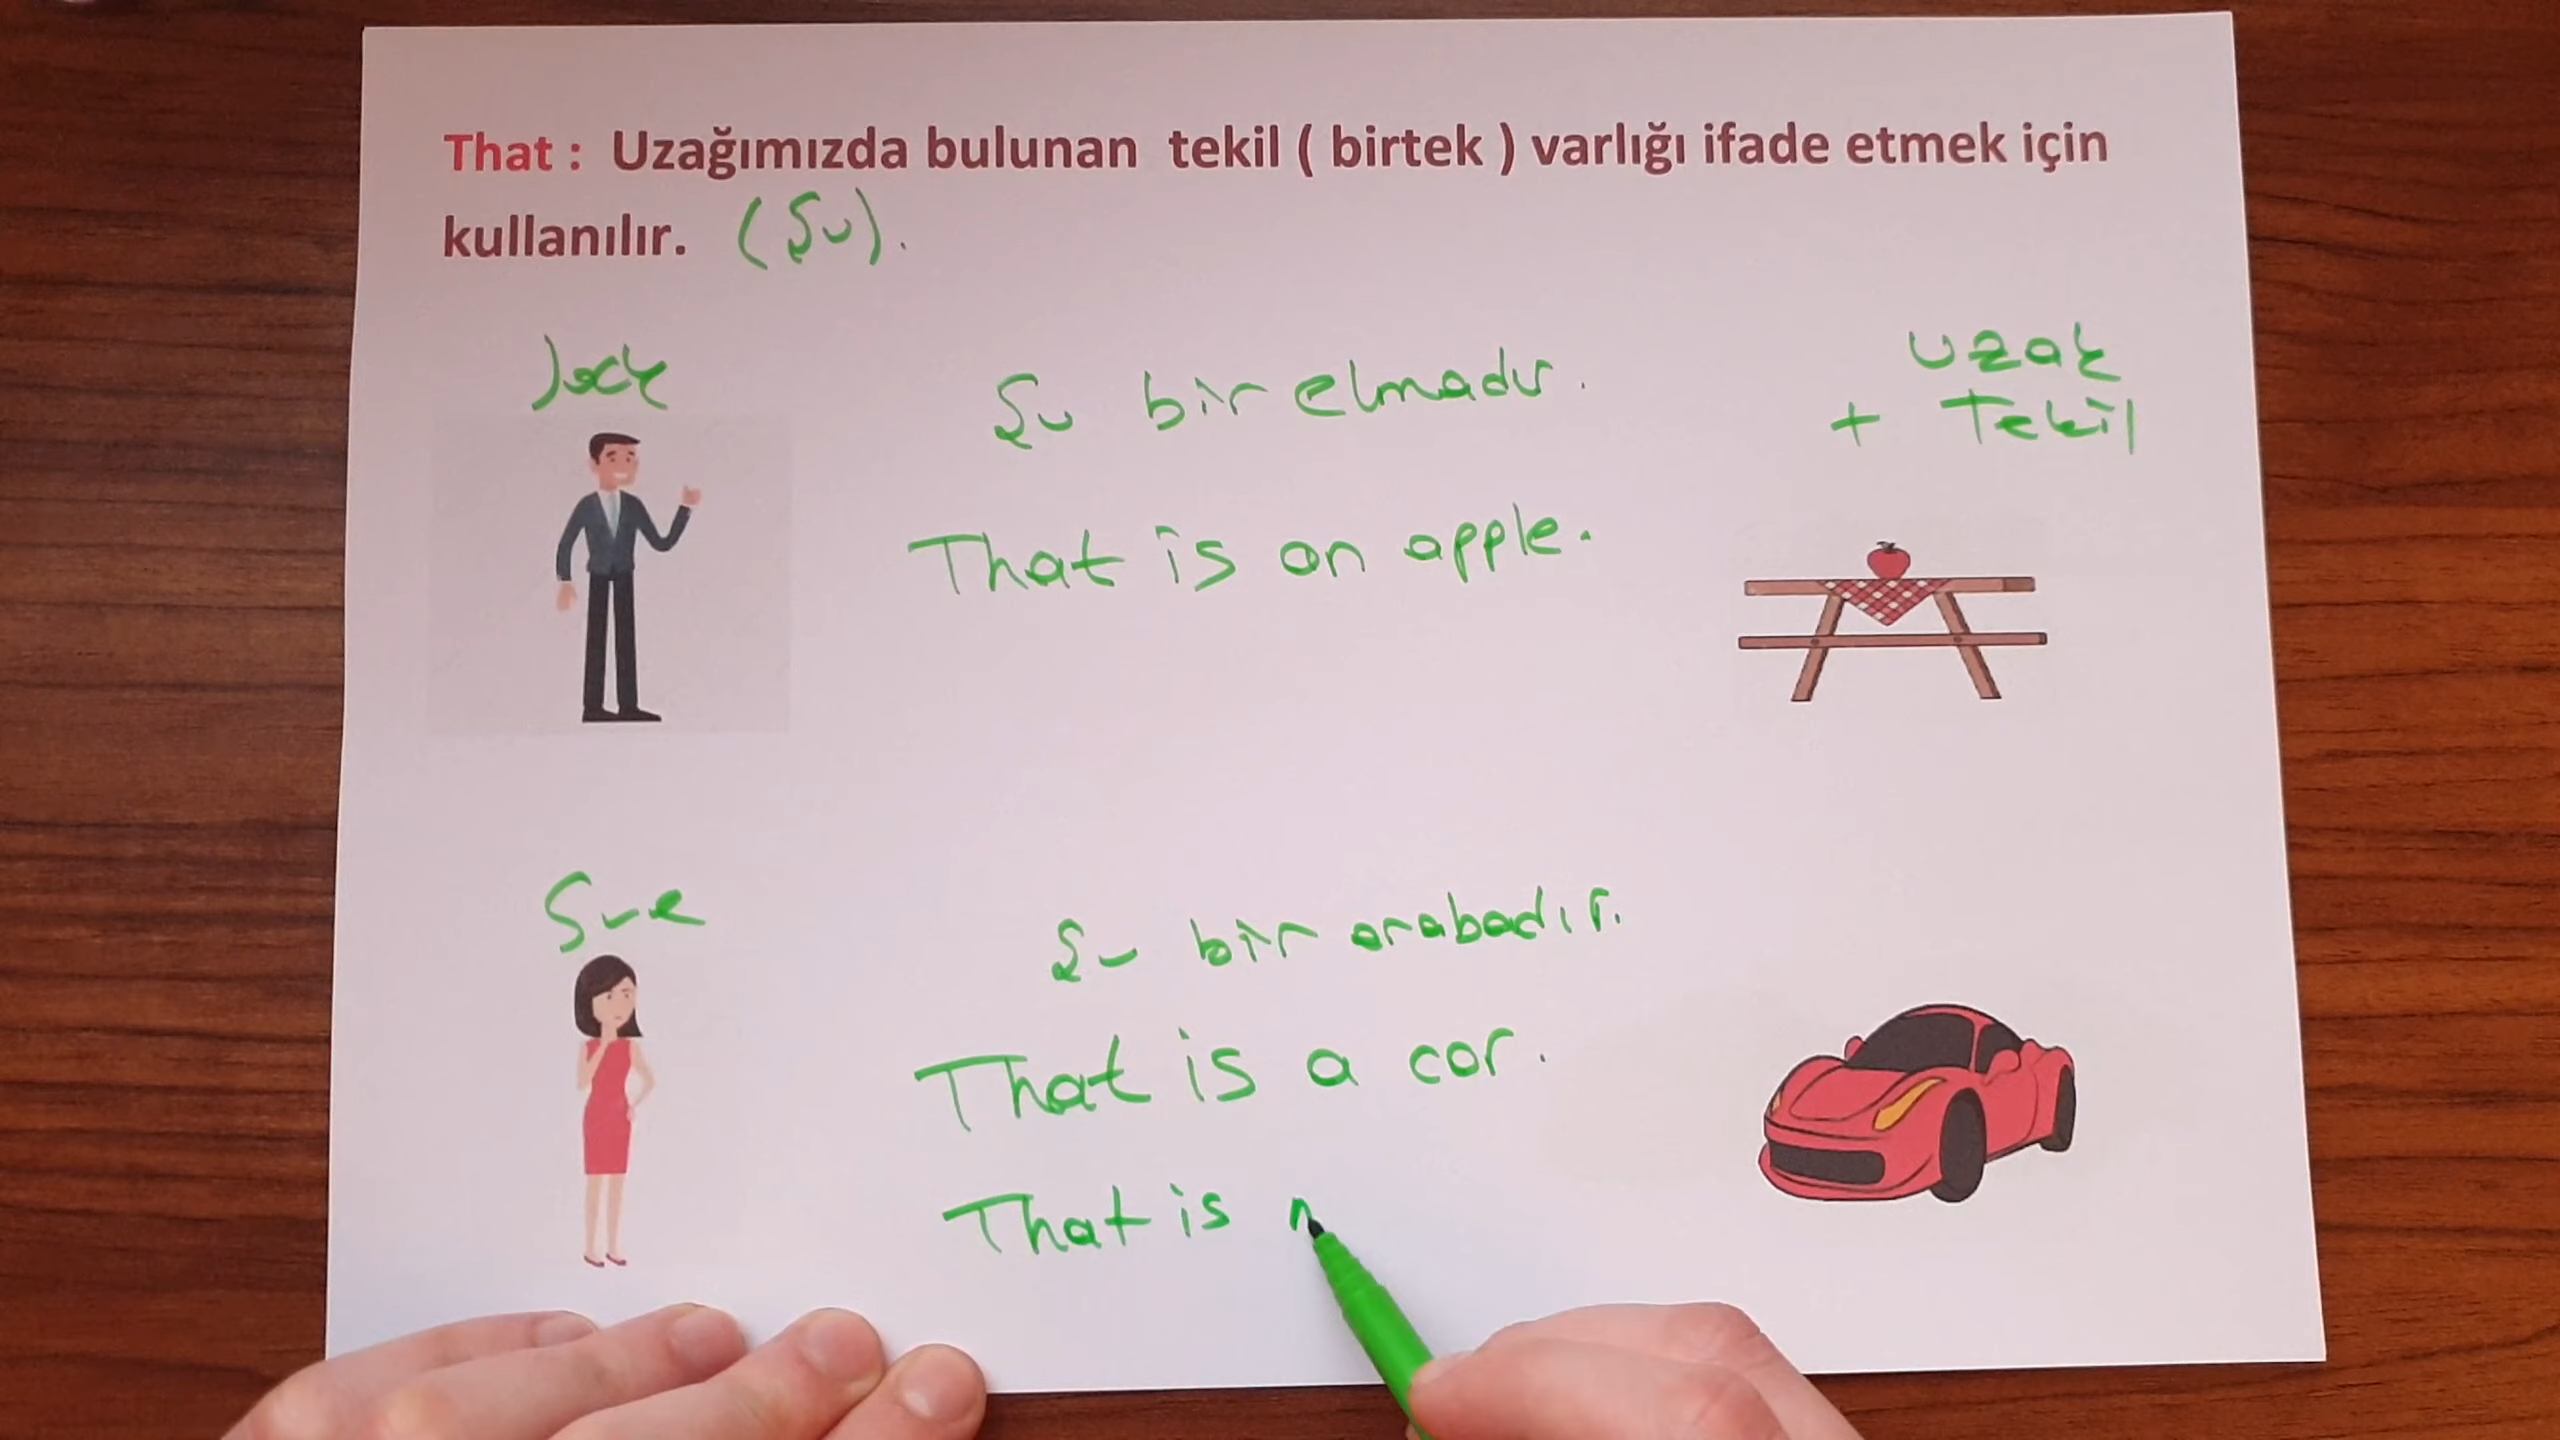 That : Uzağımızda bulunan tekil ( birtek ) varlığı ifade etmek için
kullanılır. (Şu).
Jack
Şu bir elmadır.
Uzak
+ Tekil
That is an apple.
Sue
Şu bir arabadır.
That is a car.
That is